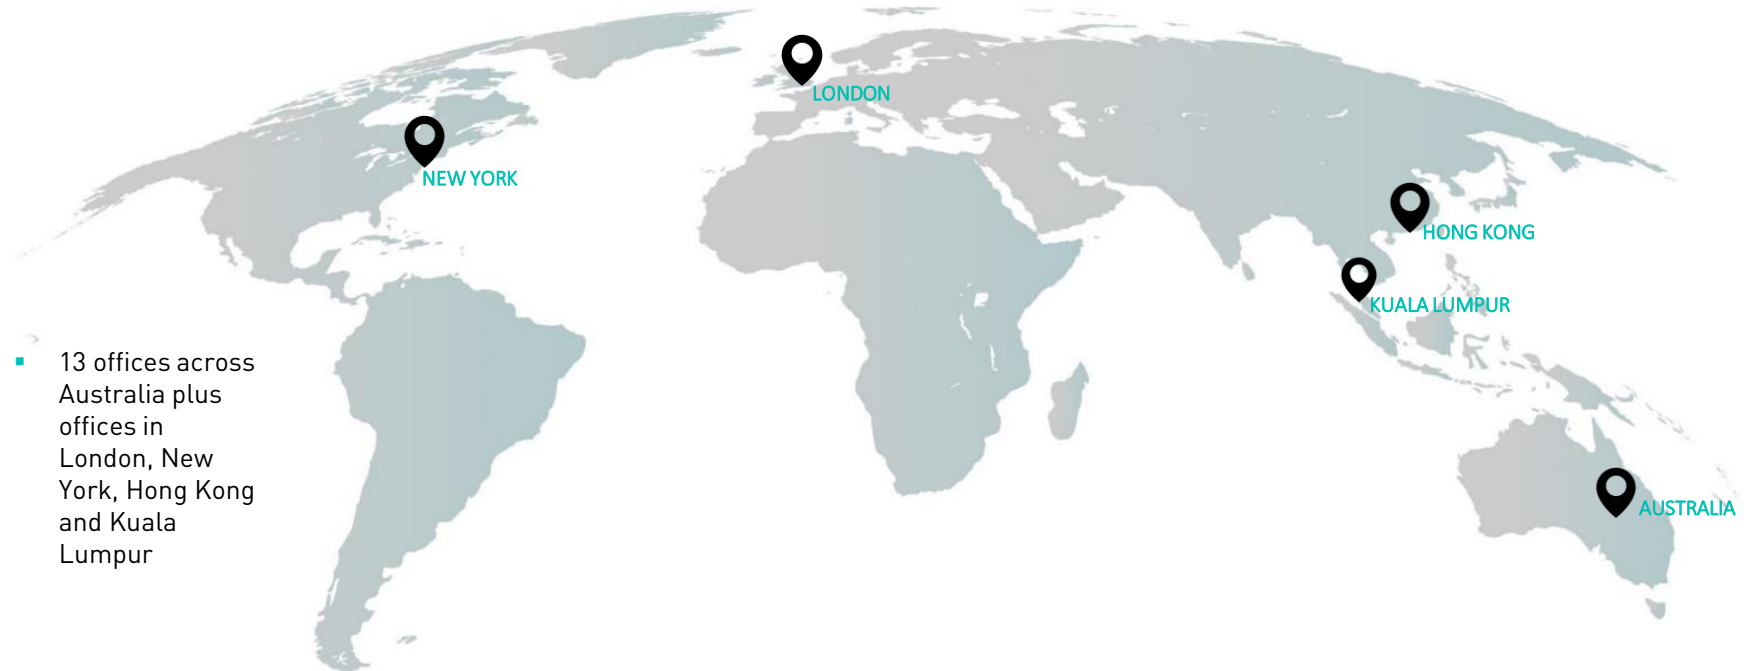 LONDON
NEW YORK
HONG KONG
KUALA LUMPUR
▪ 13 offices across
Australia plus
offices in
London, New
York, Hong Kong
and Kuala
Lumpur
AUSTRALIA